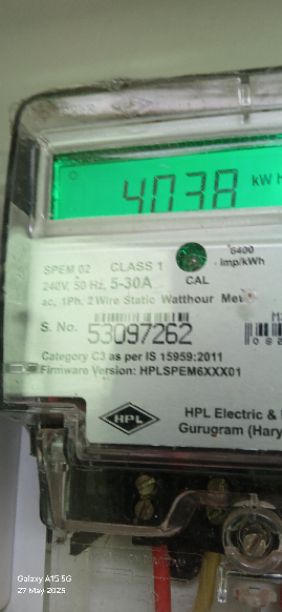 4038 kWH
6400
SPEM 02 CLASS 1 imp/kWh
240V, 50 Hz, 5-30A CAL
ac, 1Ph. 2 Wire Static Watthour
S. No. 53097262
Category C3 as per IS 15959:2011
Firmware Version: HPLSPEM6XXX01
HPL
HPL Electric &
Gurugram (Hary
Galaxy A15 5G
27 May 2025